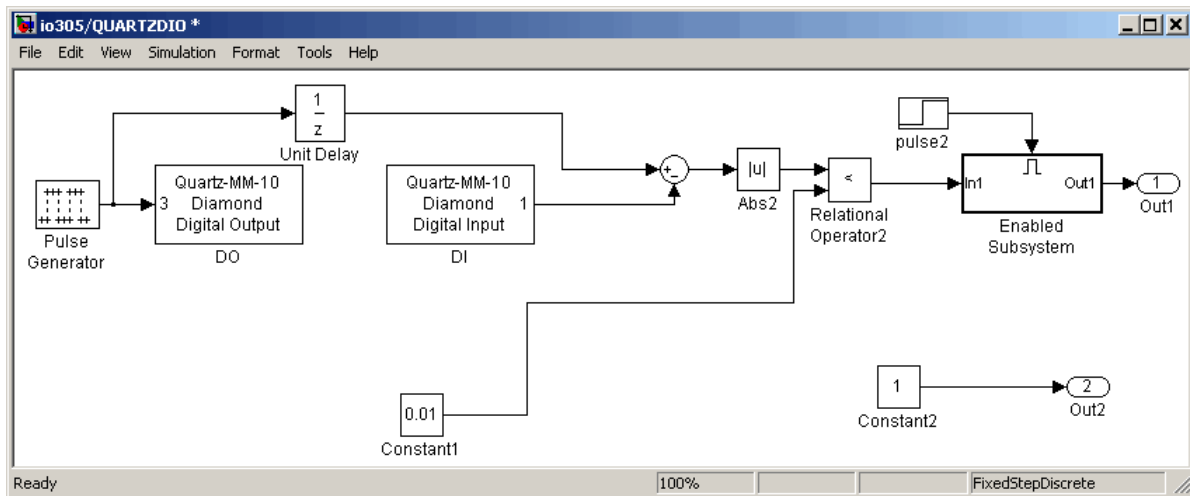 io305/QUARTZDIO *
File Edit View Simulation Format Tools Help
1
z
Unit Delay
pulse2
Quartz-MM-10
Diamond
Digital Output
3
DO
Quartz-MM-10
Diamond
Digital Input
1
DI
Pulse
Generator
+
-
|u|
Abs2
<
Relational
Operator2
In1
Out1
Enabled
Subsystem
1
Out1
0.01
Constant1
1
Constant2
2
Out2
Ready
100%
FixedStepDiscrete